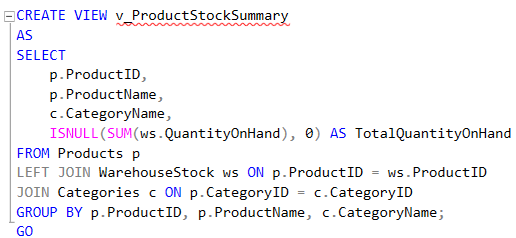 CREATE VIEW v_ProductStockSummary
AS
SELECT
    p.ProductID,
    p.ProductName,
    c.CategoryName,
    ISNULL(SUM(ws.QuantityOnHand), 0) AS TotalQuantityOnHand
FROM Products p
LEFT JOIN WarehouseStock ws ON p.ProductID = ws.ProductID
JOIN Categories c ON p.CategoryID = c.CategoryID
GROUP BY p.ProductID, p.ProductName, c.CategoryName;
GO